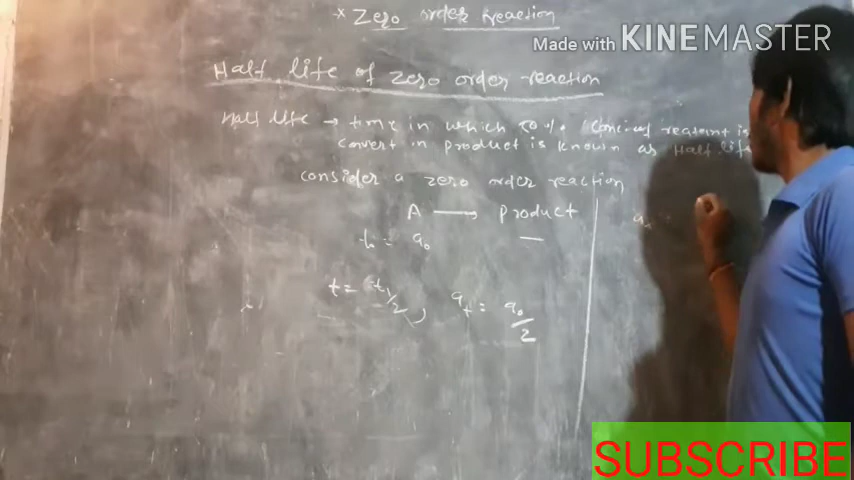 * Zero order reaction
Made with KINEMASTER
Half life of zero order reaction
Half life → time in which 50% conc. of reactant is
convert in product is known as Half life
consider a zero order reaction
A → product
t = a₀ —
t = t1/2, aₜ = a₀/2
SUBSCRIBE